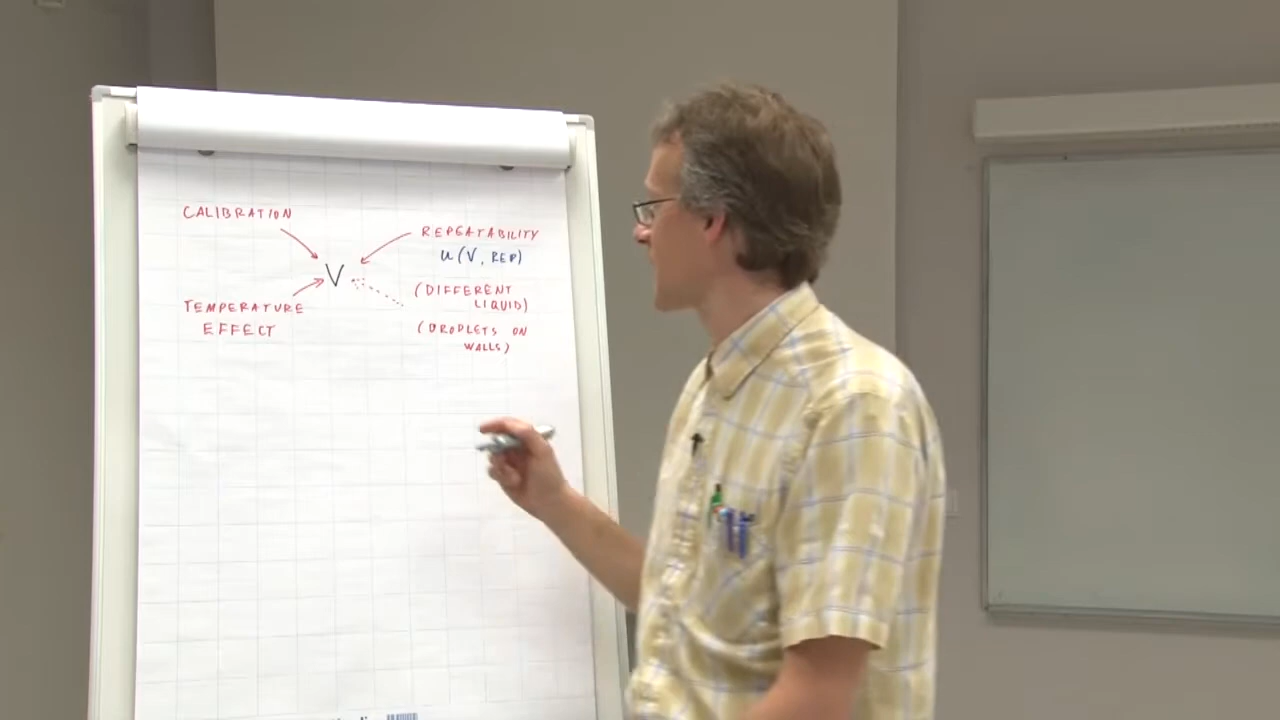 CALIBRATION
REPEATABILITY
u(V, REP)
V
(DIFFERENT
LIQUID)
TEMPERATURE
EFFECT
(DROPLETS ON
WALLS)